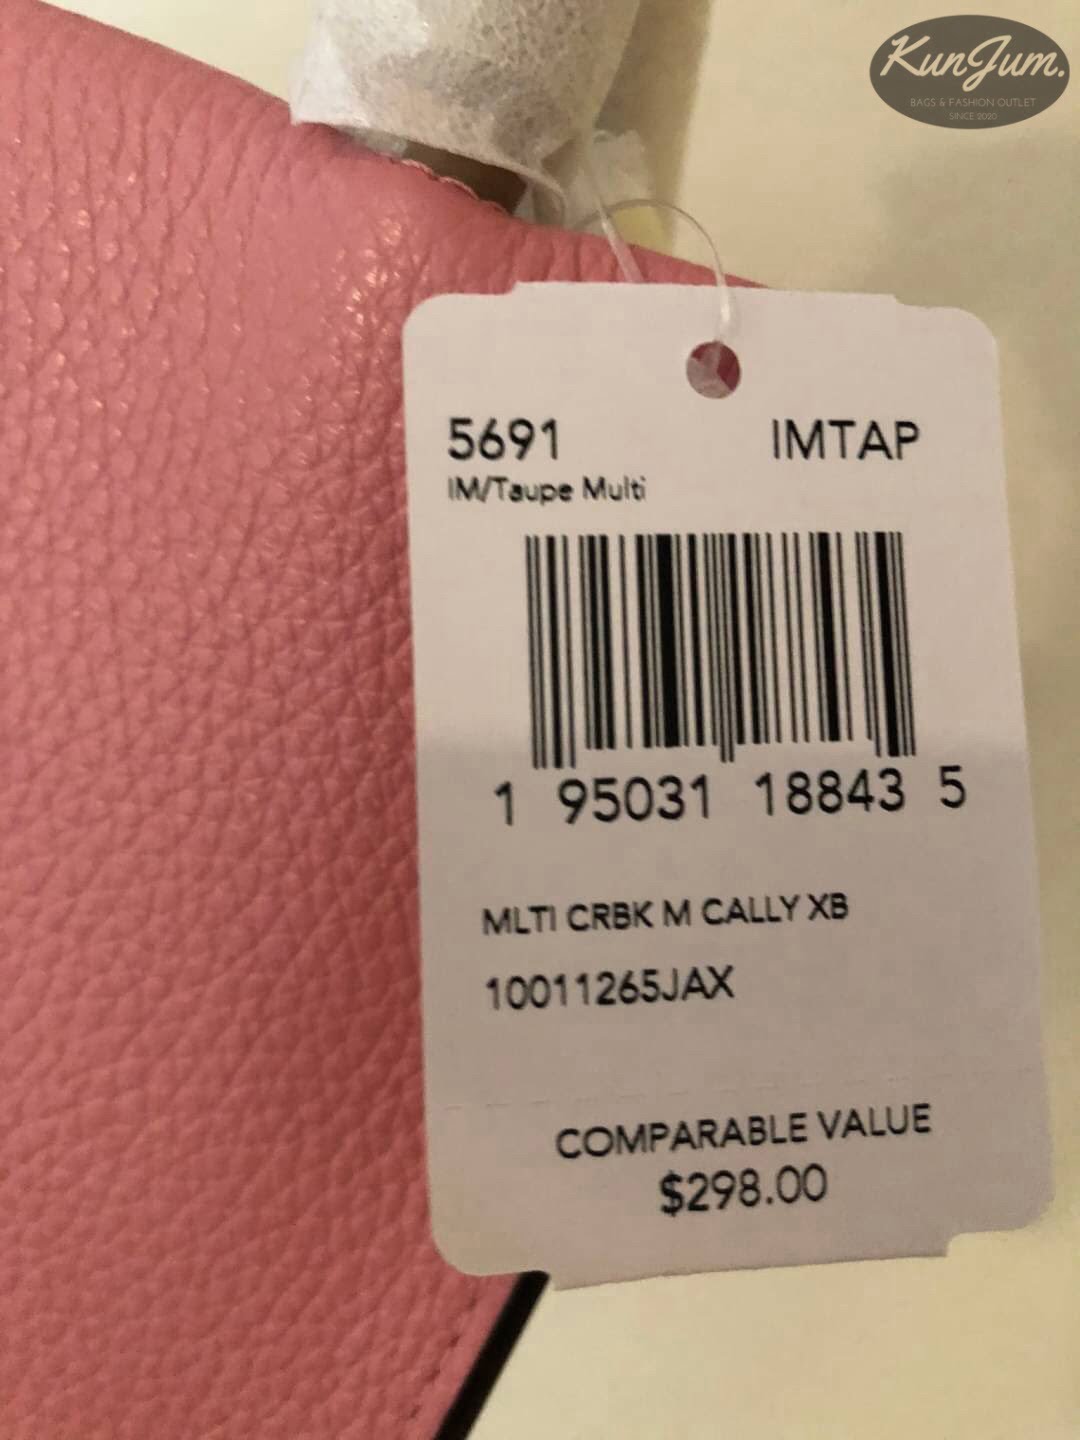 KunJum.
BAGS & FASHION OUTLET
SINCE 2020
5691 IMTAP
IM/Taupe Multi
1 95031 18843 5
MLTI CRBK M CALLY XB
10011265JAX
COMPARABLE VALUE
$298.00